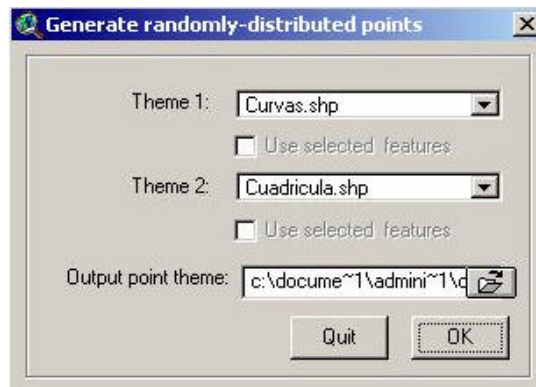 Generate randomly-distributed points
Theme 1: Curvas.shp
Use selected features
Theme 2: Cuadricula.shp
Use selected features
Output point theme: c:\docume~1\admini~1\c
Quit OK